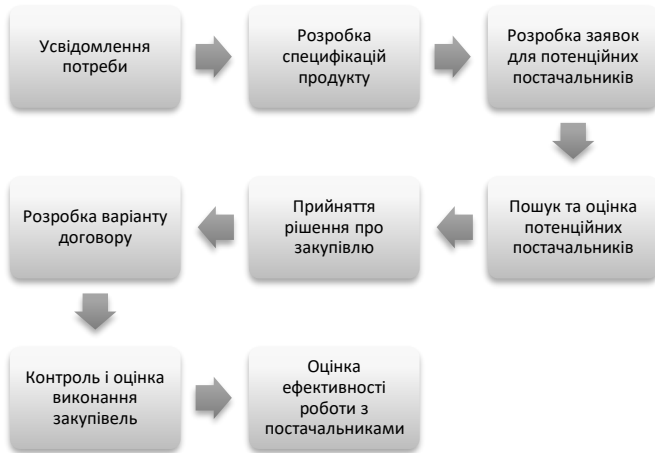 Усвідомлення
потреби
Розробка
специфікацій
продукту
Розробка заявок
для потенційних
постачальників
Пошук та оцінка
потенційних
постачальників
Прийняття
рішення про
закупівлю
Розробка варіанту
договору
Контроль і оцінка
виконання
закупівель
Оцінка
ефективності
роботи з
постачальниками